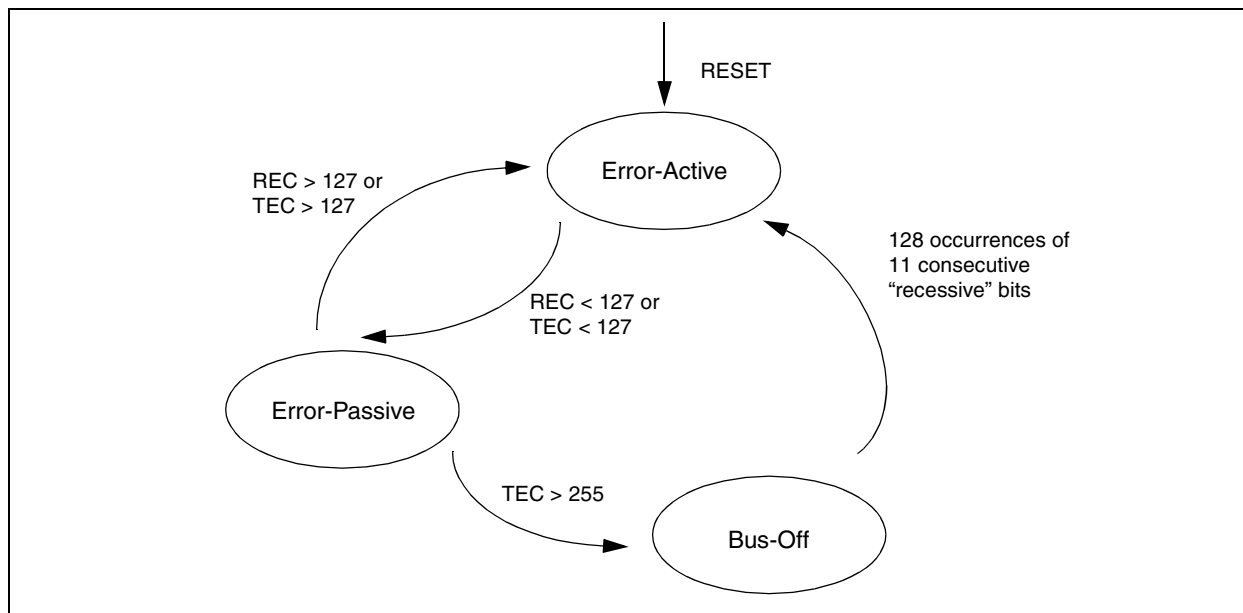 RESET
Error-Active
REC > 127 or
TEC > 127
128 occurrences of
11 consecutive
“recessive” bits
REC < 127 or
TEC < 127
Error-Passive
TEC > 255
Bus-Off